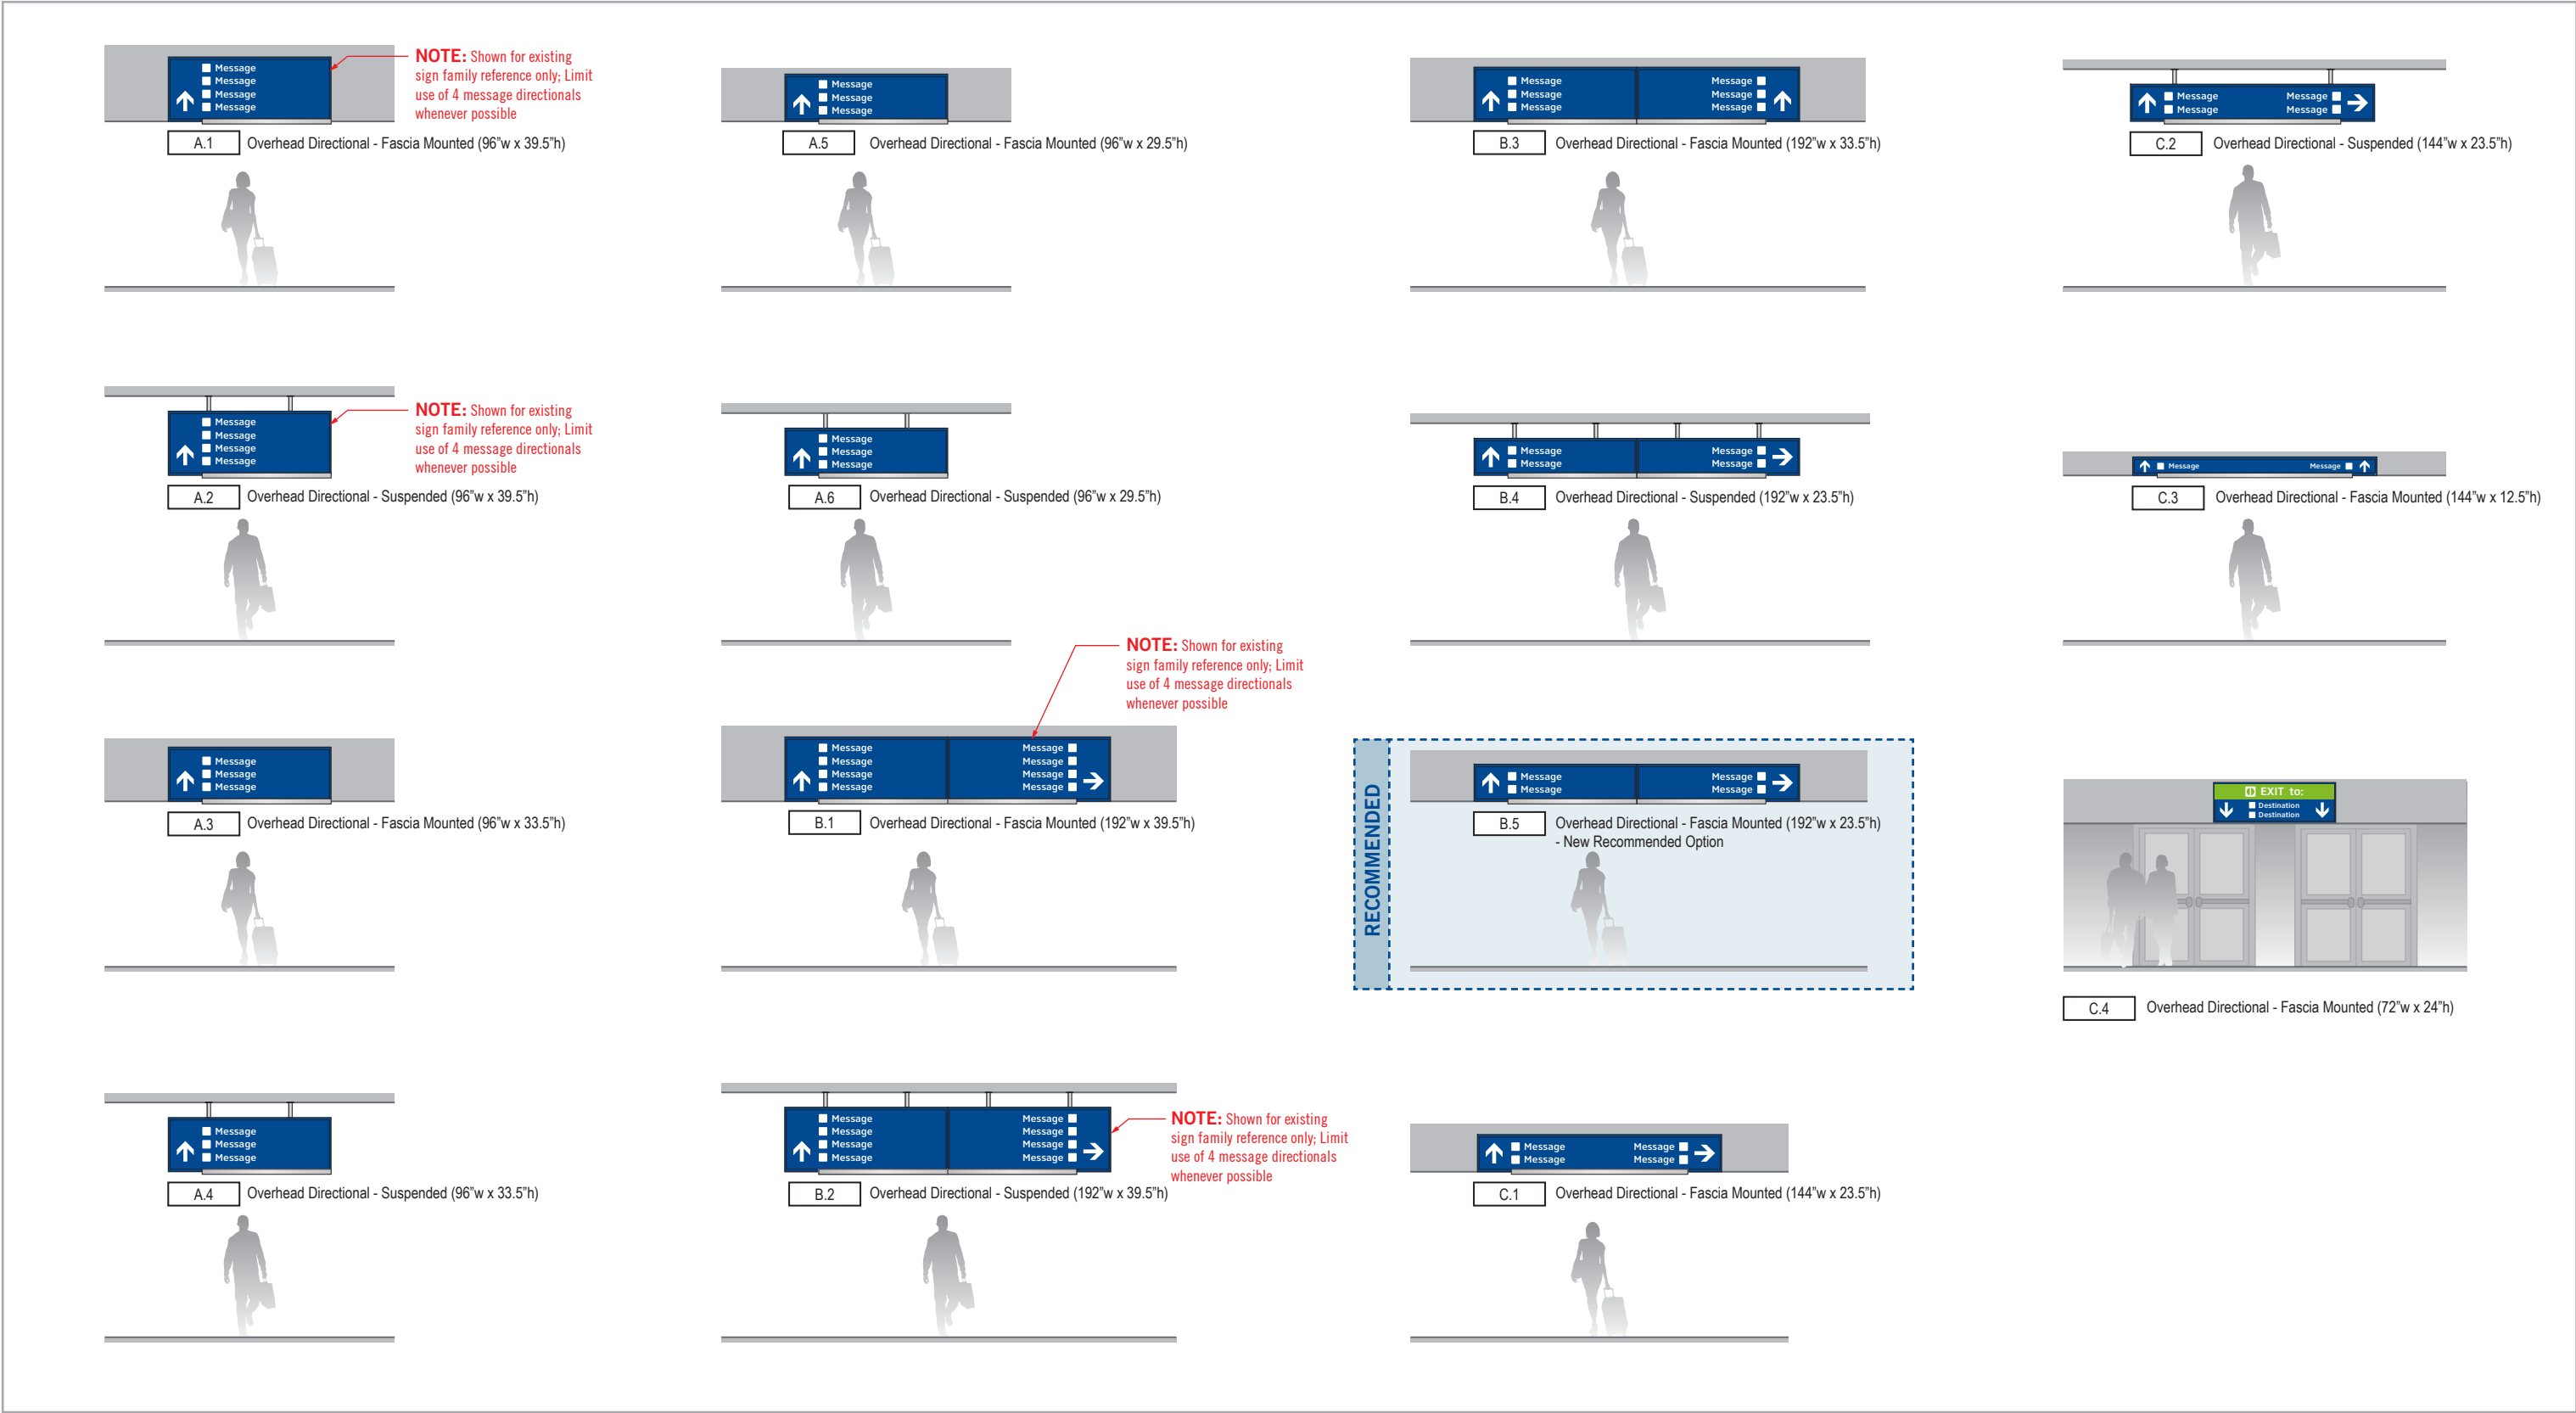 Message
Message
Message
Message
NOTE: Shown for existing
sign family reference only; Limit
use of 4 message directionals
whenever possible
A.1 Overhead Directional - Fascia Mounted (96”w x 39.5”h)
Message
Message
Message
Message
NOTE: Shown for existing
sign family reference only; Limit
use of 4 message directionals
whenever possible
A.2 Overhead Directional - Suspended (96”w x 39.5”h)
Message
Message
Message
A.3 Overhead Directional - Fascia Mounted (96”w x 33.5”h)
Message
Message
Message
A.4 Overhead Directional - Suspended (96”w x 33.5”h)
Message
Message
Message
A.5 Overhead Directional - Fascia Mounted (96”w x 29.5”h)
Message
Message
Message
A.6 Overhead Directional - Suspended (96”w x 29.5”h)
NOTE: Shown for existing
sign family reference only; Limit
use of 4 message directionals
whenever possible
Message Message
Message Message
Message Message
Message Message
B.1 Overhead Directional - Fascia Mounted (192”w x 39.5”h)
Message Message
Message Message
Message Message
Message Message
NOTE: Shown for existing
sign family reference only; Limit
use of 4 message directionals
whenever possible
B.2 Overhead Directional - Suspended (192”w x 39.5”h)
Message Message
Message Message
Message Message
B.3 Overhead Directional - Fascia Mounted (192”w x 33.5”h)
Message Message
Message Message
B.4 Overhead Directional - Suspended (192”w x 23.5”h)
RECOMMENDED
Message Message
Message Message
B.5 Overhead Directional - Fascia Mounted (192”w x 23.5”h)
- New Recommended Option
Message Message
Message Message
C.1 Overhead Directional - Fascia Mounted (144”w x 23.5”h)
Message Message
Message Message
C.2 Overhead Directional - Suspended (144”w x 23.5”h)
Message Message
C.3 Overhead Directional - Fascia Mounted (144”w x 12.5”h)
EXIT to:
Destination
Destination
C.4 Overhead Directional - Fascia Mounted (72”w x 24”h)